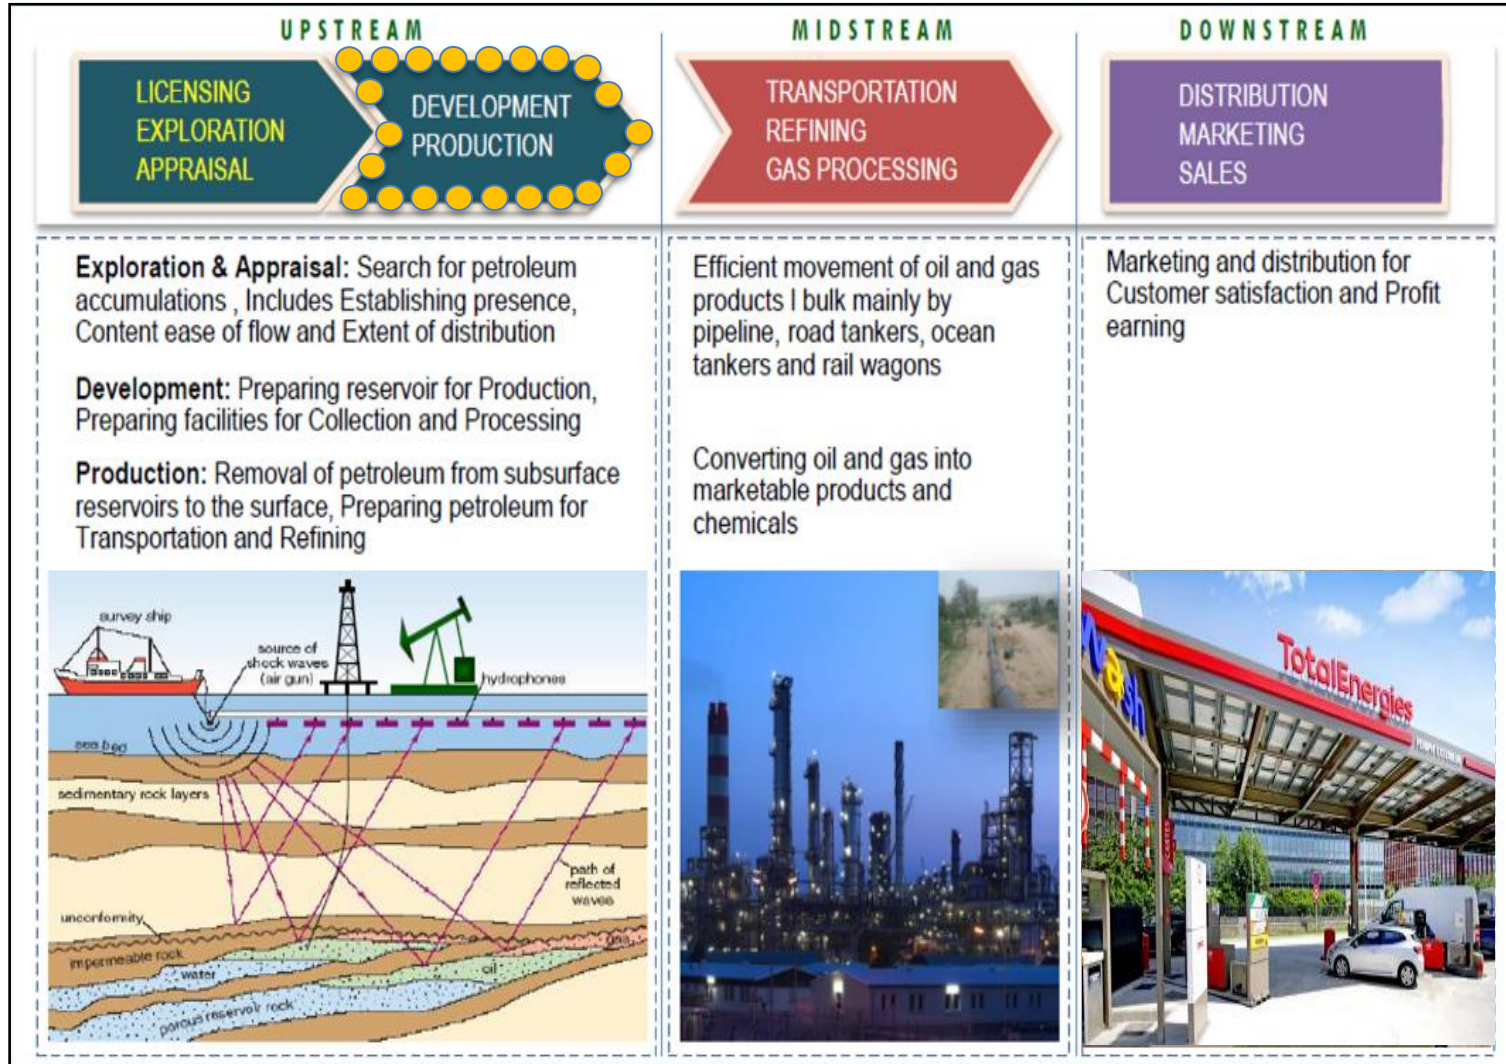 UPSTREAM
MIDSTREAM
DOWNSTREAM
LICENSING
EXPLORATION
APPRAISAL
DEVELOPMENT
PRODUCTION
TRANSPORTATION
REFINING
GAS PROCESSING
DISTRIBUTION
MARKETING
SALES
Exploration & Appraisal: Search for petroleum
accumulations , Includes Establishing presence,
Content ease of flow and Extent of distribution
Development: Preparing reservoir for Production,
Preparing facilities for Collection and Processing
Production: Removal of petroleum from subsurface
reservoirs to the surface, Preparing petroleum for
Transportation and Refining
Efficient movement of oil and gas
products I bulk mainly by
pipeline, road tankers, ocean
tankers and rail wagons
Converting oil and gas into
marketable products and
chemicals
Marketing and distribution for
Customer satisfaction and Profit
earning
survey ship
source of
shock waves
(air gun)
hydrophones
sea bed
sedimentary rock layers
path of
reflected
waves
unconformity
impermeable rock
gas
water
oil
porous reservoir rock
wash
TotalEnergies